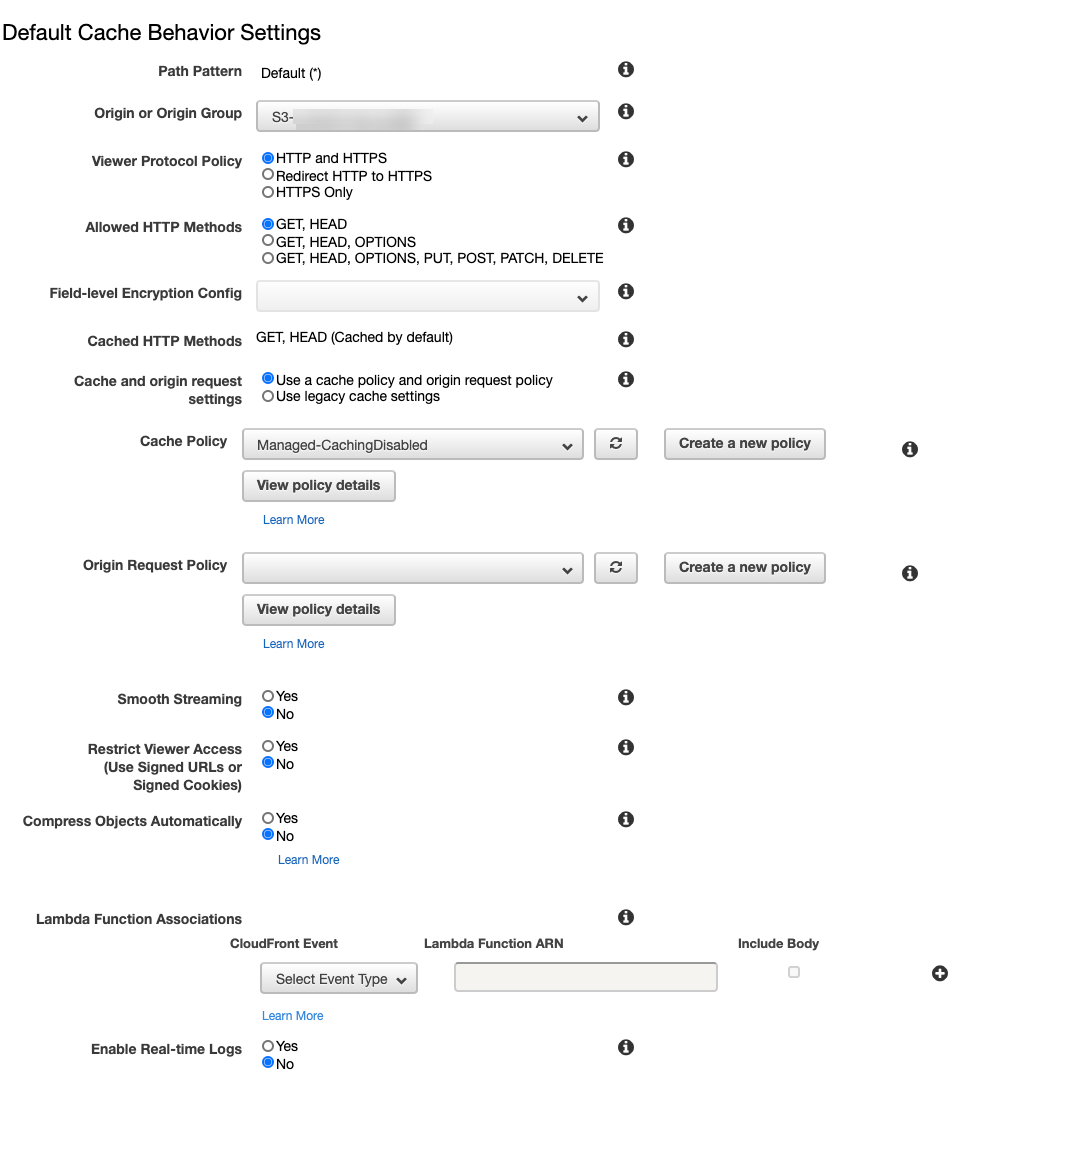 Default Cache Behavior Settings
Path Pattern Default (*)
Origin or Origin Group S3-
Viewer Protocol Policy HTTP and HTTPS
Redirect HTTP to HTTPS
HTTPS Only
Allowed HTTP Methods GET, HEAD
GET, HEAD, OPTIONS
GET, HEAD, OPTIONS, PUT, POST, PATCH, DELETE
Field-level Encryption Config
Cached HTTP Methods GET, HEAD (Cached by default)
Cache and origin request Use a cache policy and origin request policy
settings Use legacy cache settings
Cache Policy Managed-CachingDisabled Create a new policy
View policy details
Learn More
Origin Request Policy Create a new policy
View policy details
Learn More
Smooth Streaming Yes
No
Restrict Viewer Access Yes
(Use Signed URLs or No
Signed Cookies)
Compress Objects Automatically Yes
No
Learn More
Lambda Function Associations
CloudFront Event Lambda Function ARN Include Body
Select Event Type
Learn More
Enable Real-time Logs Yes
No